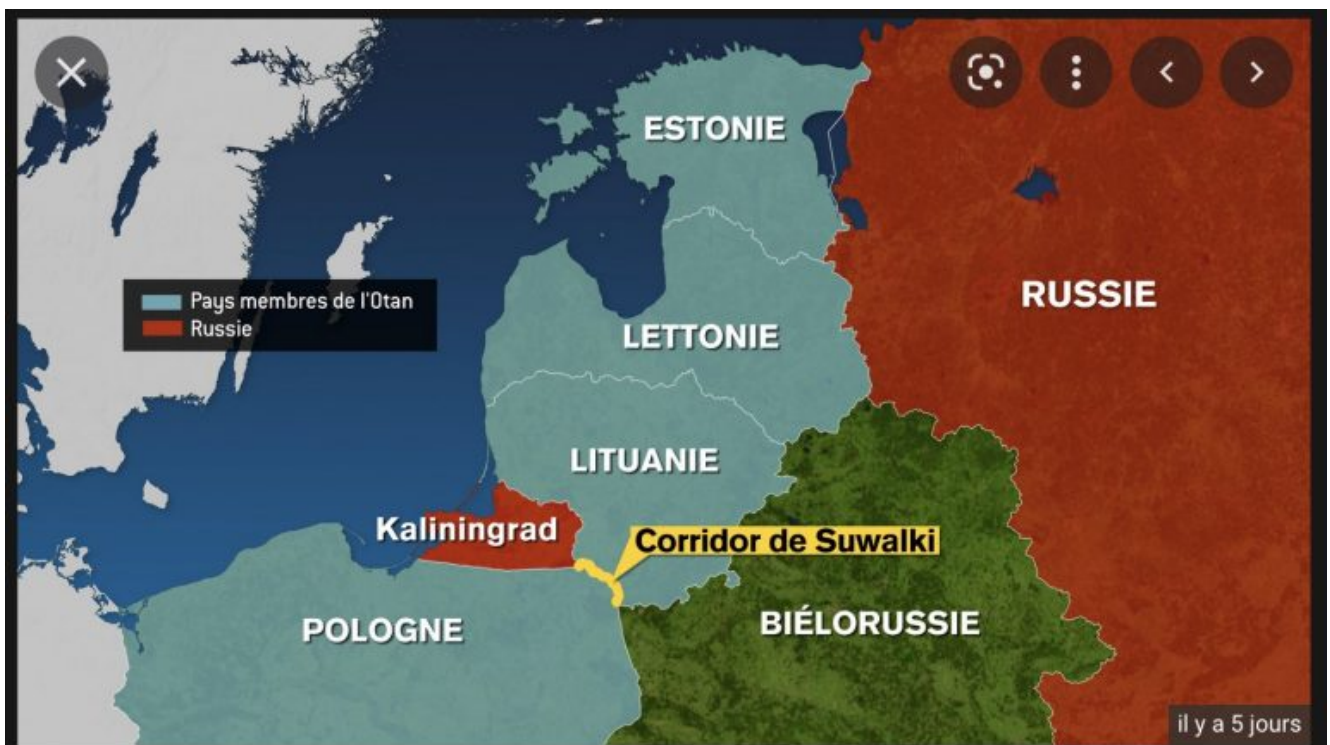 ESTONIE
RUSSIE
Pays membres de l'Otan
Russie
LETTONIE
LITUANIE
Kaliningrad
Corridor de Suwalki
POLOGNE
BIÉLORUSSIE
il y a 5 jours